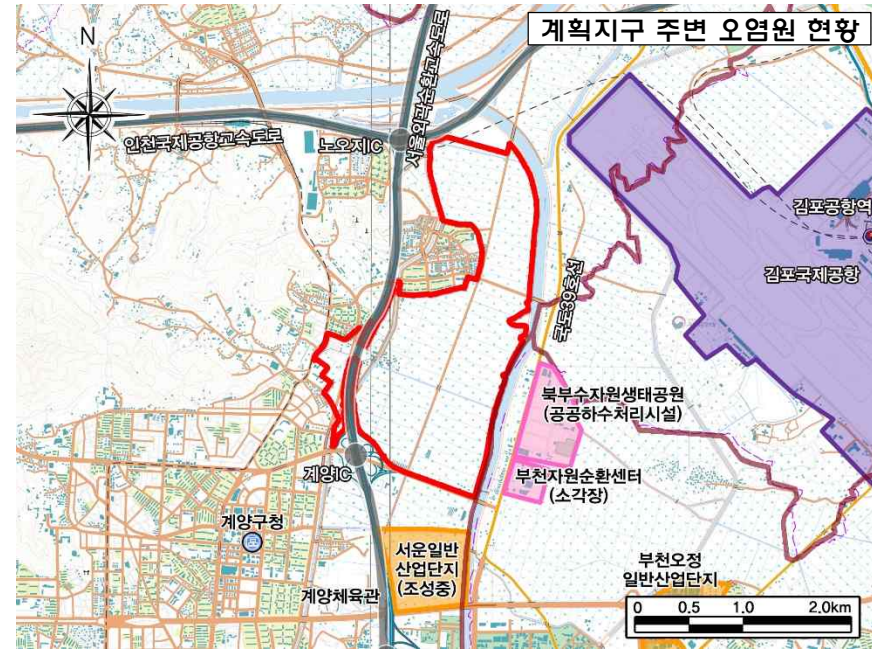 계획지구 주변 오염원 현황
N
서울외곽순환고속도로
인천국제공항고속도로
노오지IC
김포공항역
김포국제공항
국도39호선
북부수자원생태공원
(공공하수처리시설)
부천자원순환센터
(소각장)
계양IC
계양구청
서운일반
산업단지
(조성중)
계양체육관
부천오정
일반산업단지
0 0.5 1.0 2.0km